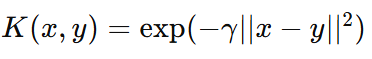 K(x, y) = exp(−γ||x − y||²)